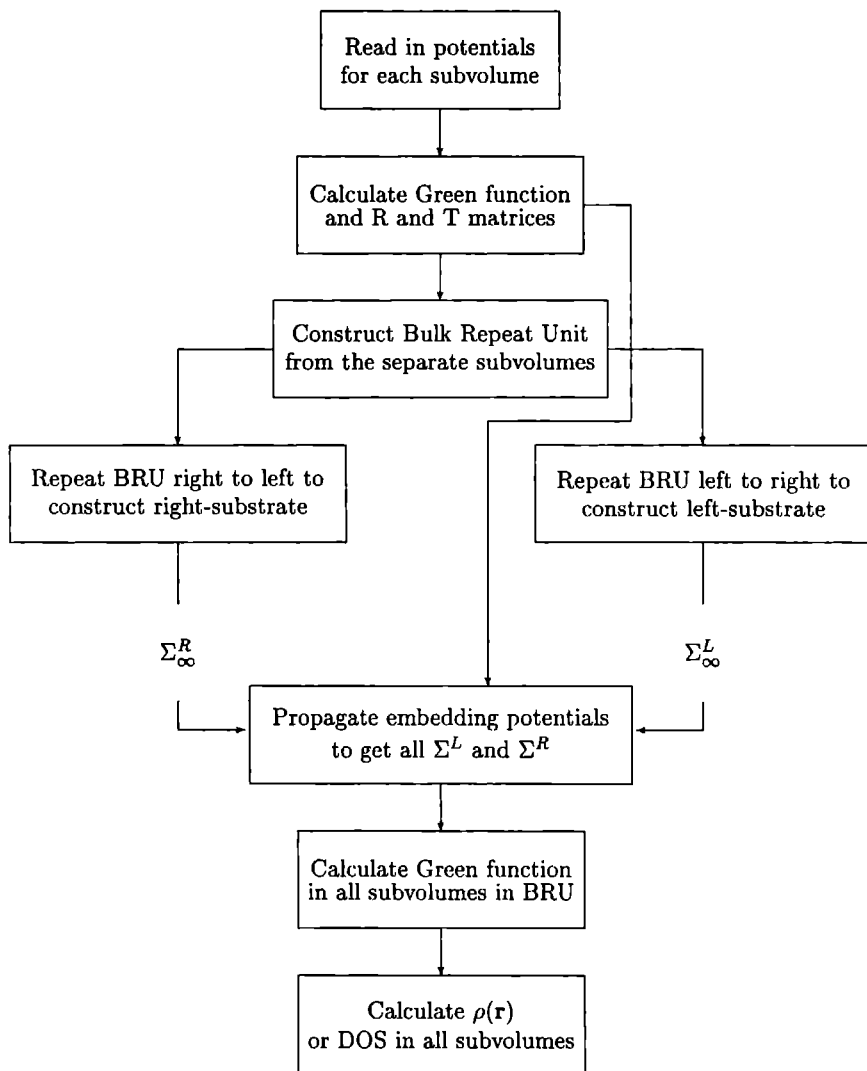 Read in potentials
for each subvolume
Calculate Green function
and R and T matrices
Construct Bulk Repeat Unit
from the separate subvolumes
Repeat BRU right to left to
construct right-substrate
Repeat BRU left to right to
construct left-substrate
Σ^R_∞
Σ^L_∞
Propagate embedding potentials
to get all Σ^L and Σ^R
Calculate Green function
in all subvolumes in BRU
Calculate ρ(r)
or DOS in all subvolumes